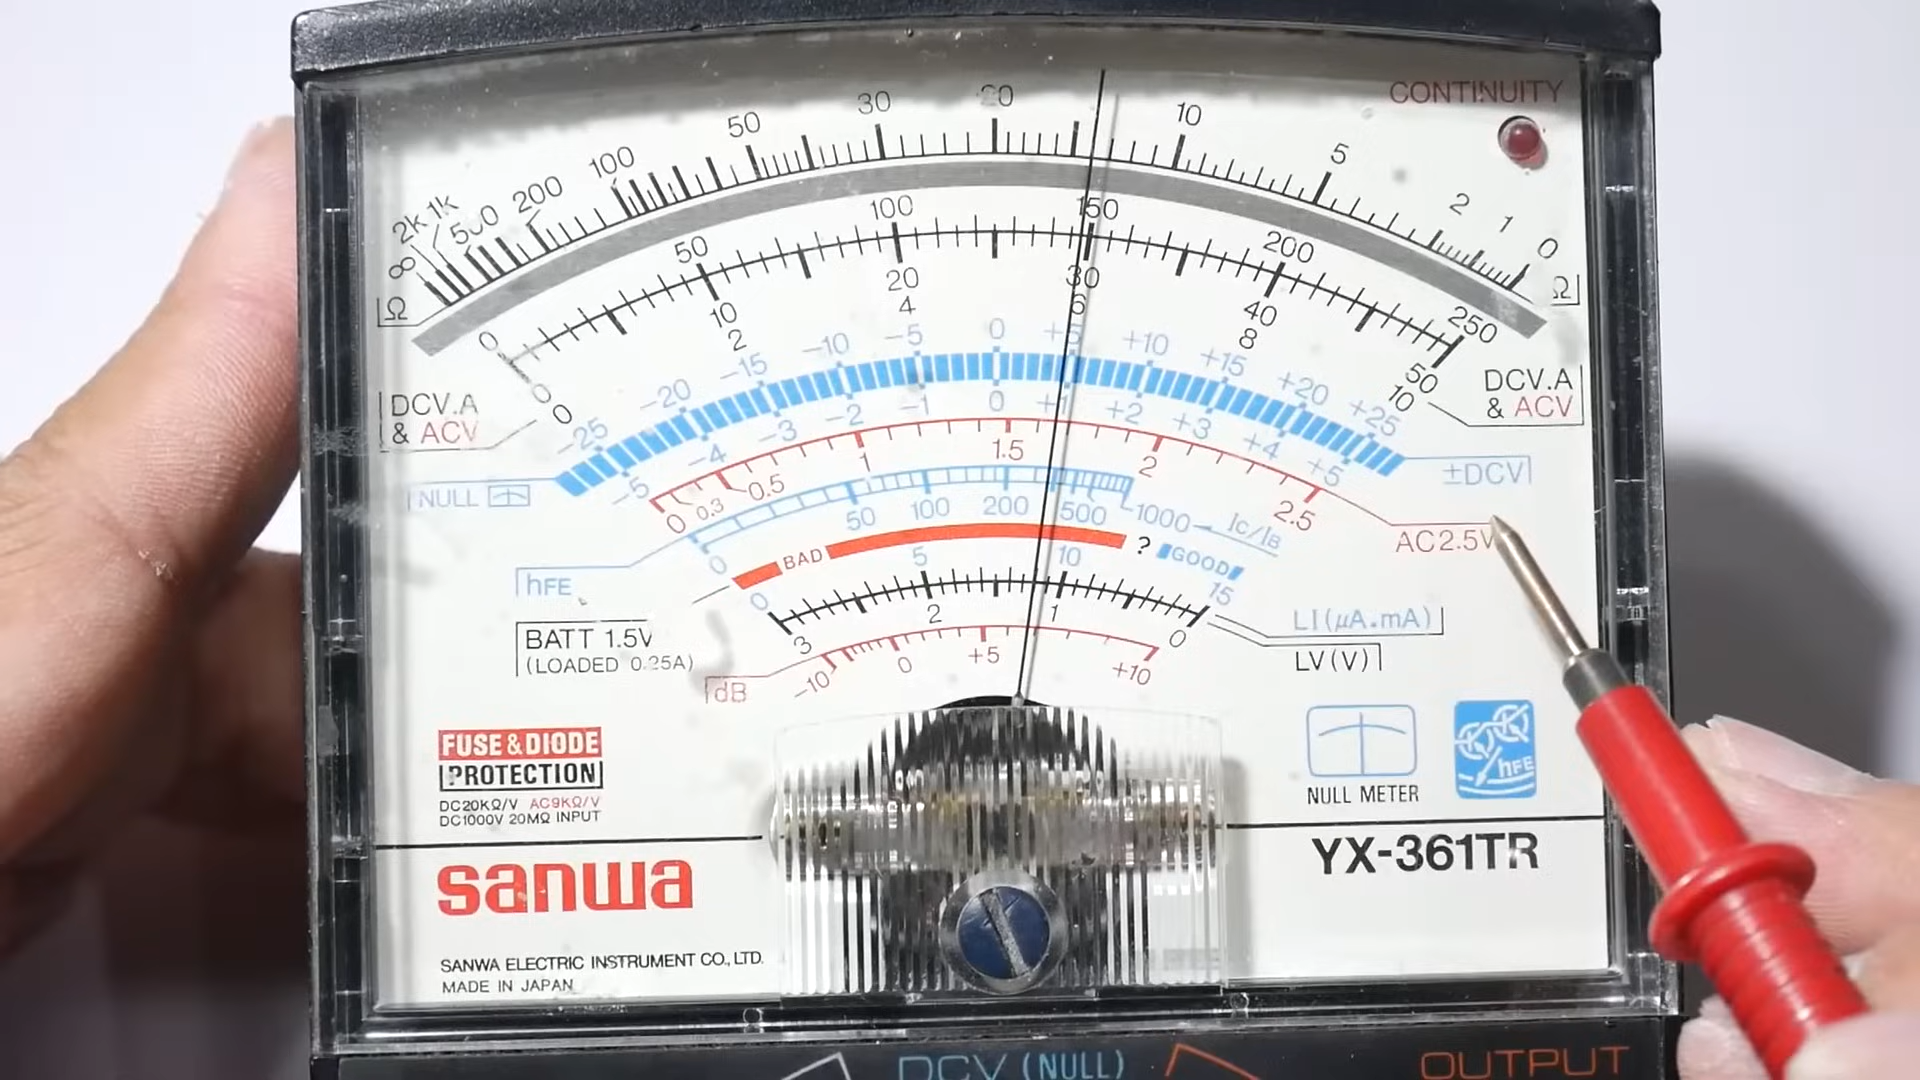 CONTINUITY
∞ 2k 1k 500 200 100 50 30 20 10 5 2 1 0
Ω Ω
0 50 100 150 200 250
0 10 20 30 40 50
0 2 4 6 8 10
DCV.A
& ACV
DCV.A
& ACV
-25 -20 -15 -10 -5 0 +5 +10 +15 +20 +25
NULL
±DCV
-5 -4 -3 -2 -1 0 +1 +2 +3 +4 +5
0 0.3 0.5 1 1.5 2 2.5
AC2.5V
hFE
0 50 100 200 500 1000
IC/IB
BAD ? GOOD
BATT 1.5V
(LOADED 0.25A)
0 5 10 15
LI(μA.mA)
3 2 1 0
LV(V)
dB
-10 0 +5 +10
FUSE & DIODE
PROTECTION
DC20KΩ/V AC9KΩ/V
DC1000V 20MΩ INPUT
NULL METER
hFE
sanwa
YX-361TR
SANWA ELECTRIC INSTRUMENT CO., LTD.
MADE IN JAPAN
DCV (NULL)
OUTPUT